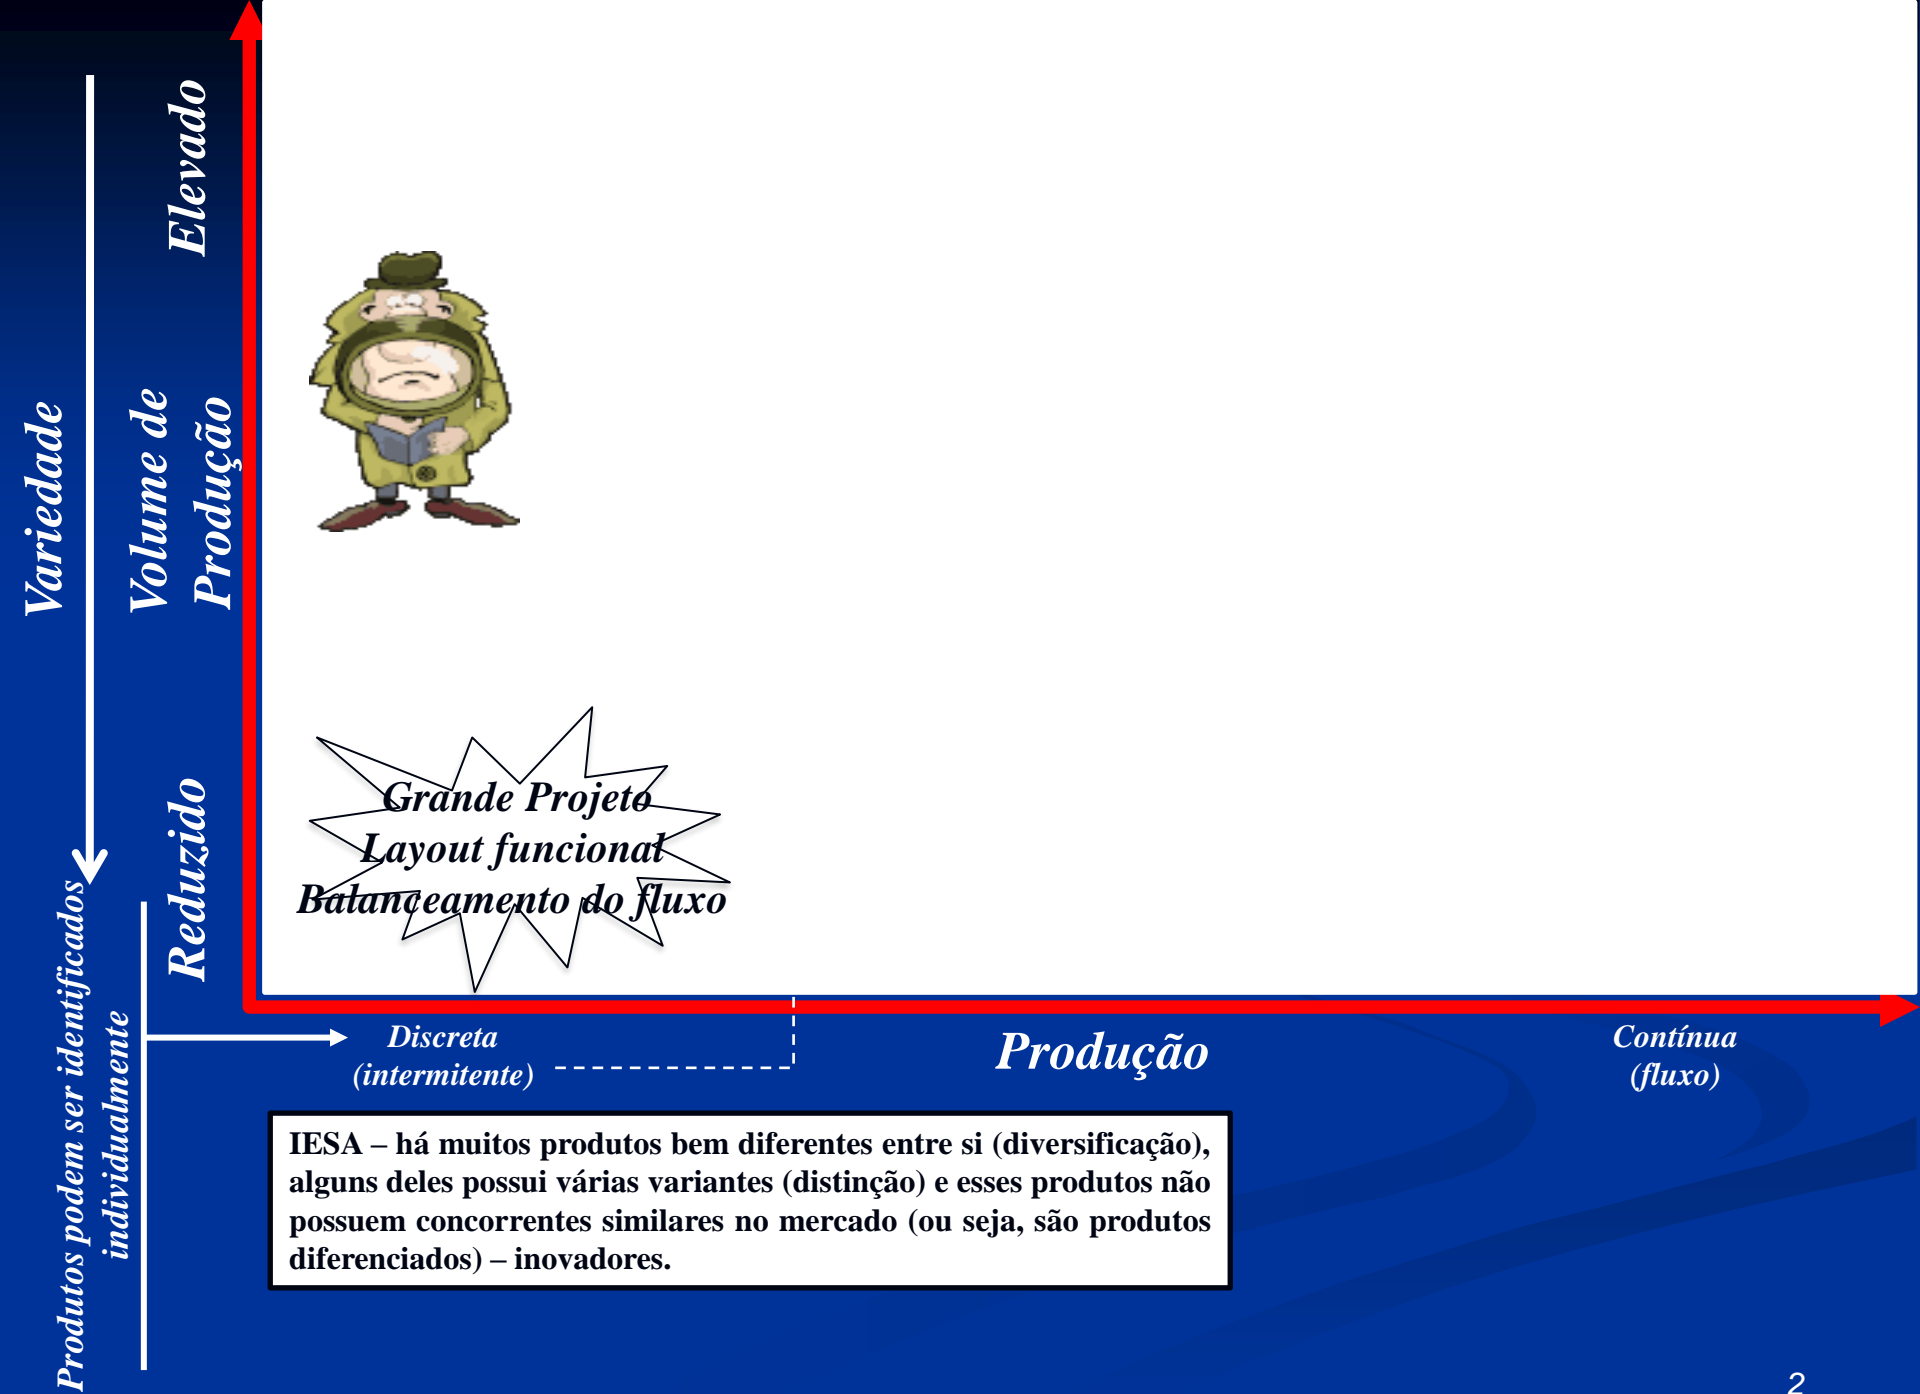 Variedade
Volume de
Produção
Elevado
Reduzido
Produtos podem ser identificados
individualmente
Grande Projeto
Layout funcional
Balanceamento do fluxo
Discreta
(intermitente)
Produção
Contínua
(fluxo)
IESA – há muitos produtos bem diferentes entre si (diversificação),
alguns deles possui várias variantes (distinção) e esses produtos não
possuem concorrentes similares no mercado (ou seja, são produtos
diferenciados) – inovadores.
2